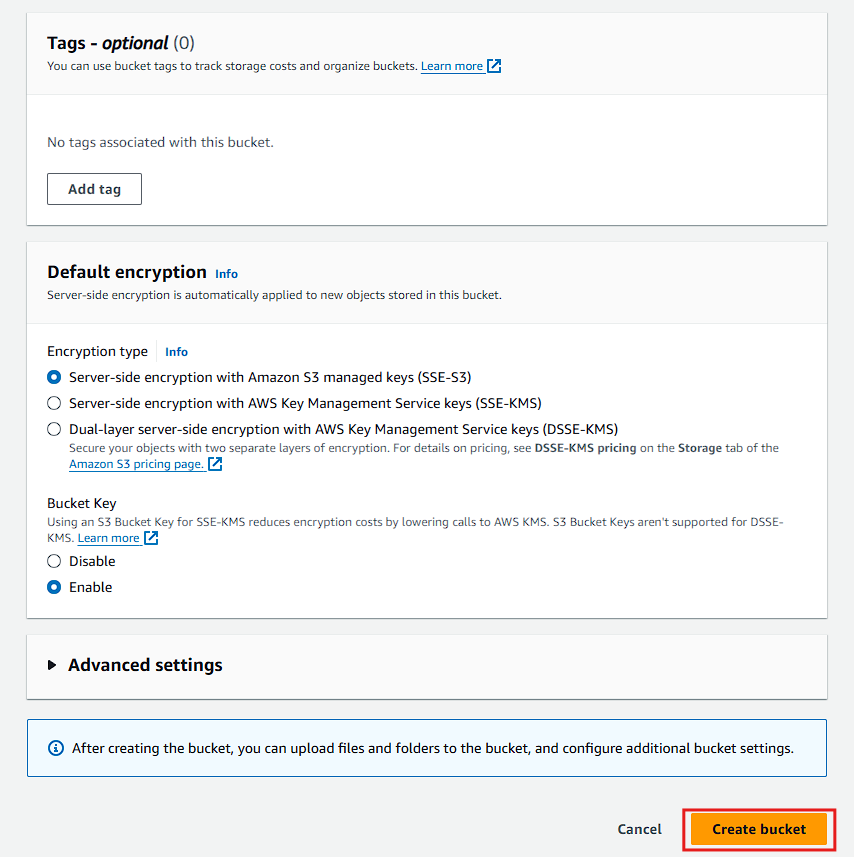 Tags - optional (0)
You can use bucket tags to track storage costs and organize buckets. Learn more
No tags associated with this bucket.
Add tag
Default encryption Info
Server-side encryption is automatically applied to new objects stored in this bucket.
Encryption type Info
Server-side encryption with Amazon S3 managed keys (SSE-S3)
Server-side encryption with AWS Key Management Service keys (SSE-KMS)
Dual-layer server-side encryption with AWS Key Management Service keys (DSSE-KMS)
Secure your objects with two separate layers of encryption. For details on pricing, see DSSE-KMS pricing on the Storage tab of the
Amazon S3 pricing page.
Bucket Key
Using an S3 Bucket Key for SSE-KMS reduces encryption costs by lowering calls to AWS KMS. S3 Bucket Keys aren't supported for DSSE-
KMS. Learn more
Disable
Enable
Advanced settings
After creating the bucket, you can upload files and folders to the bucket, and configure additional bucket settings.
Cancel Create bucket